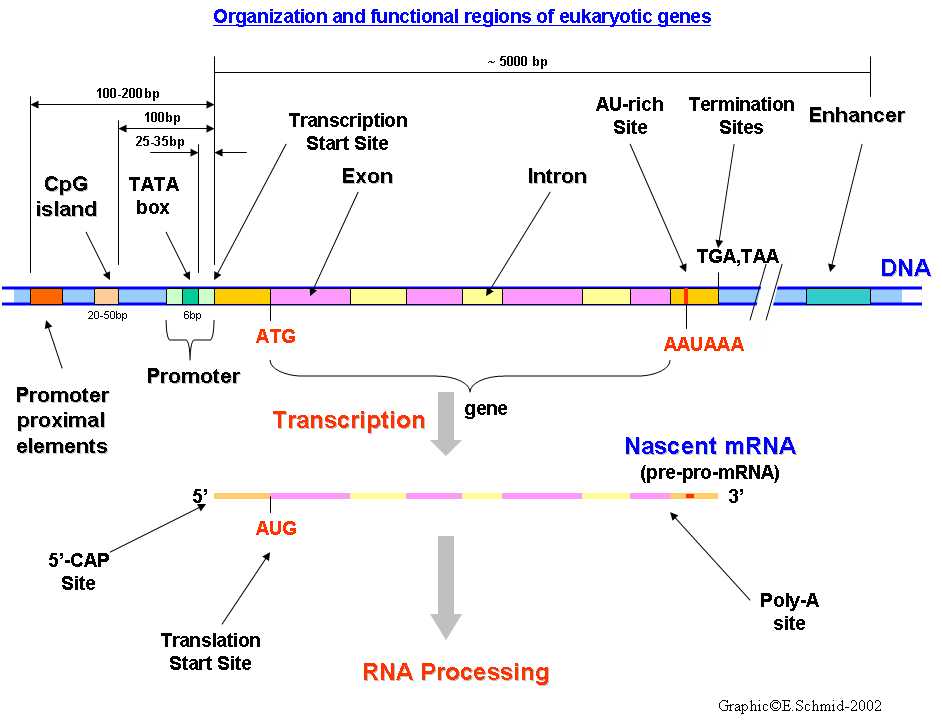 Organization and functional regions of eukaryotic genes
~ 5000 bp
100-200bp
100bp
25-35bp
Transcription
Start Site
AU-rich
Site
Termination
Sites
Enhancer
CpG
island
TATA
box
Exon
Intron
TGA,TAA
DNA
20-50bp
6bp
ATG
AAUAAA
Promoter
proximal
elements
Promoter
gene
Transcription
Nascent mRNA
(pre-pro-mRNA)
5’
3’
AUG
5’-CAP
Site
Translation
Start Site
Poly-A
site
RNA Processing
Graphic©E.Schmid-2002